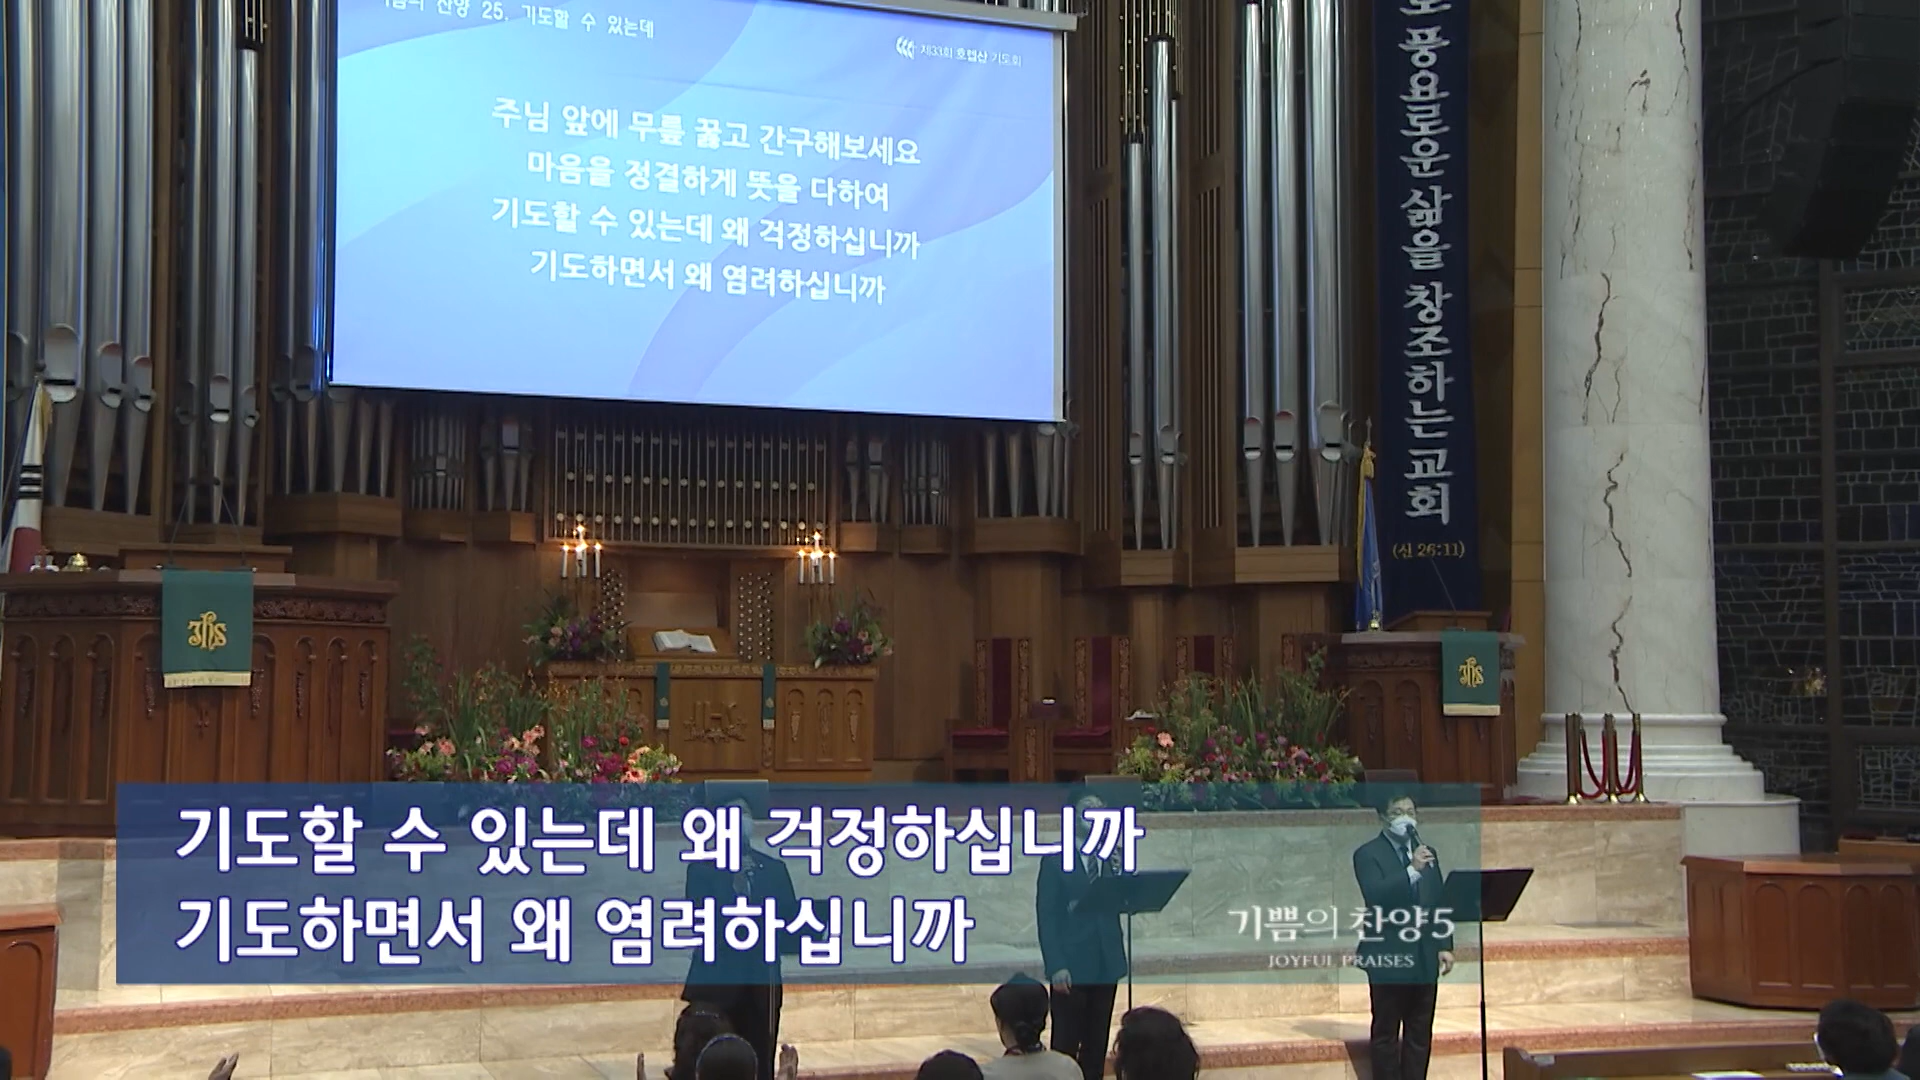 찬양 25. 기도할 수 있는데
제33회 호렙산 기도회
주님 앞에 무릎 꿇고 간구해보세요
마음을 정결하게 뜻을 다하여
기도할 수 있는데 왜 걱정하십니까
기도하면서 왜 염려하십니까
풍요로운 삶을 창조하는 교회
(신 26:11)
IHS
IHS
기도할 수 있는데 왜 걱정하십니까
기도하면서 왜 염려하십니까
기쁨의 찬양5
JOYFUL PRAISES